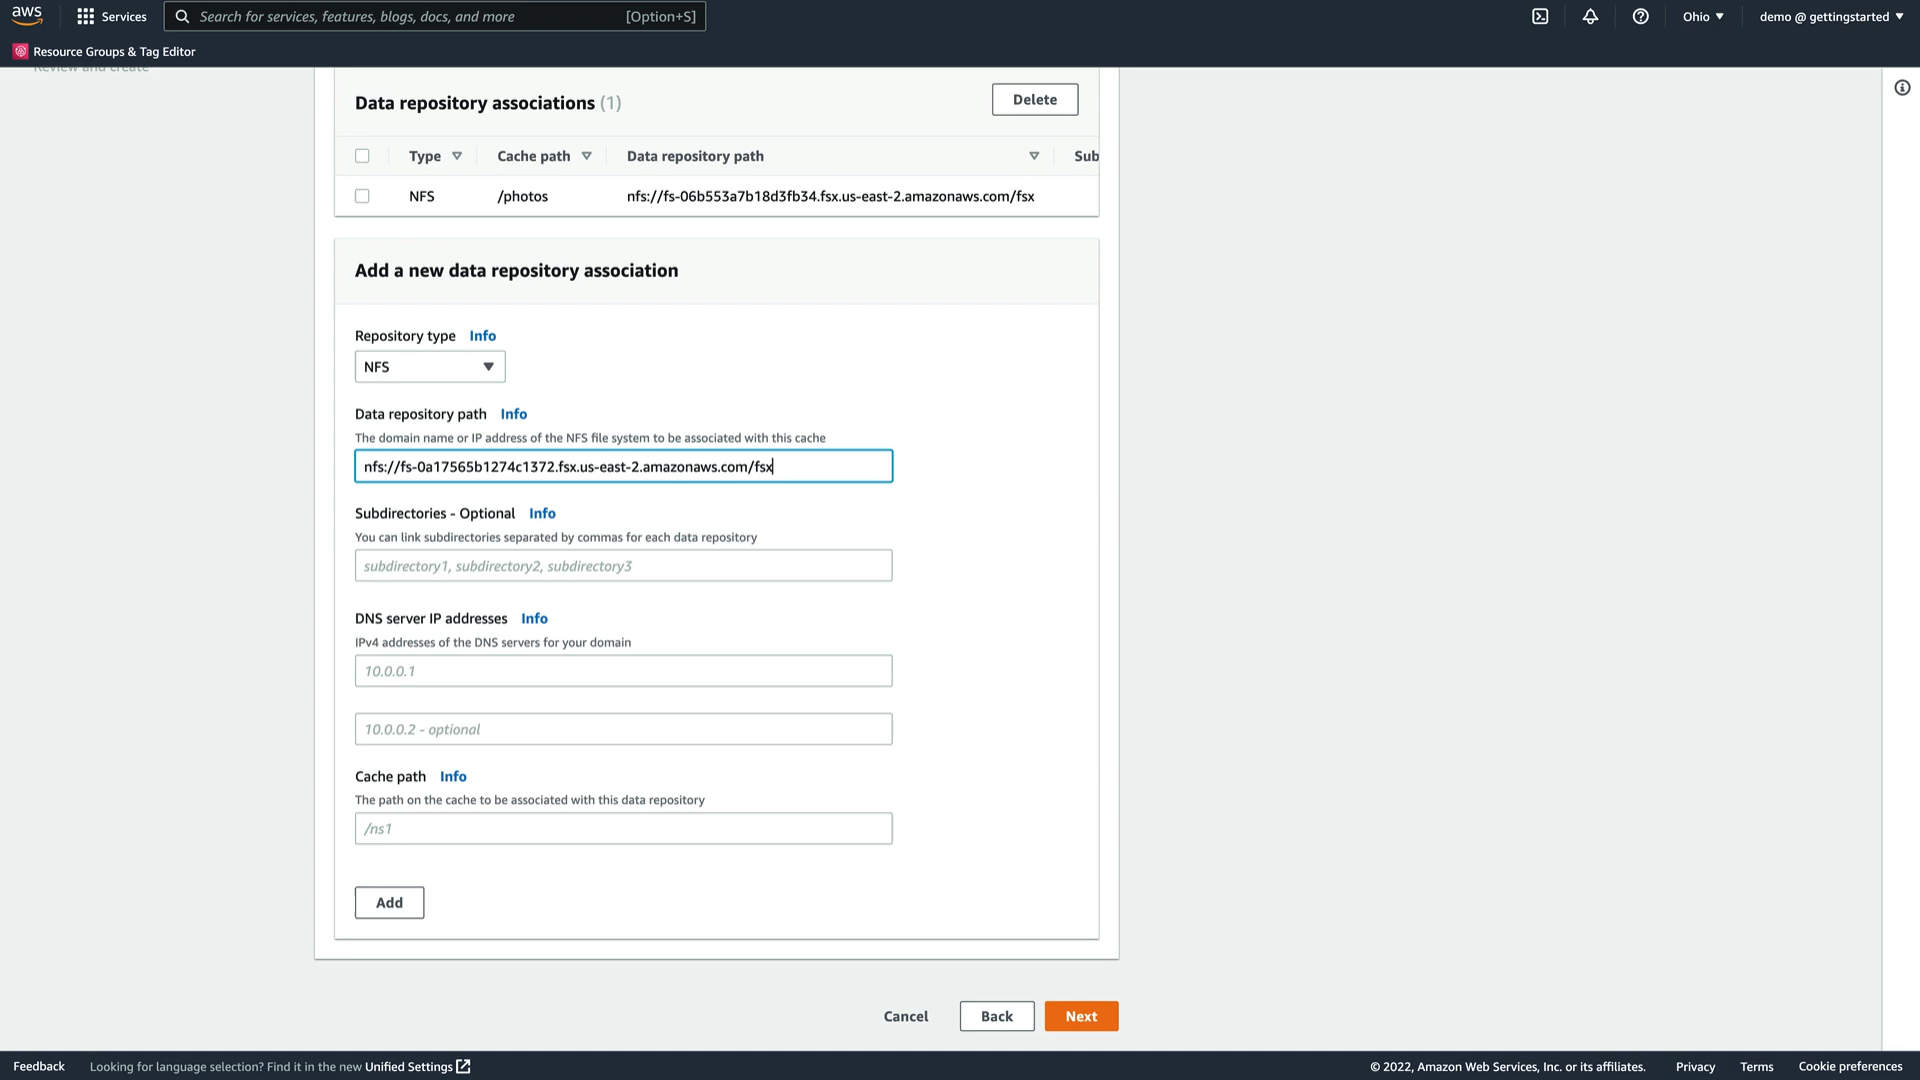 aws
Services
Search for services, features, blogs, docs, and more
[Option+S]
Ohio
demo @ gettingstarted
Resource Groups & Tag Editor
Review and create
Data repository associations (1)
Delete
Type
Cache path
Data repository path
Sub
NFS
/photos
nfs://fs-06b553a7b18d3fb34.fsx.us-east-2.amazonaws.com/fsx
Add a new data repository association
Repository type Info
NFS
Data repository path Info
The domain name or IP address of the NFS file system to be associated with this cache
nfs://fs-0a17565b1274c1372.fsx.us-east-2.amazonaws.com/fsx
Subdirectories - Optional Info
You can link subdirectories separated by commas for each data repository
subdirectory1, subdirectory2, subdirectory3
DNS server IP addresses Info
IPv4 addresses of the DNS servers for your domain
10.0.0.1
10.0.0.2 - optional
Cache path Info
The path on the cache to be associated with this data repository
/ns1
Add
Cancel
Back
Next
Feedback
Looking for language selection? Find it in the new Unified Settings
© 2022, Amazon Web Services, Inc. or its affiliates.
Privacy
Terms
Cookie preferences